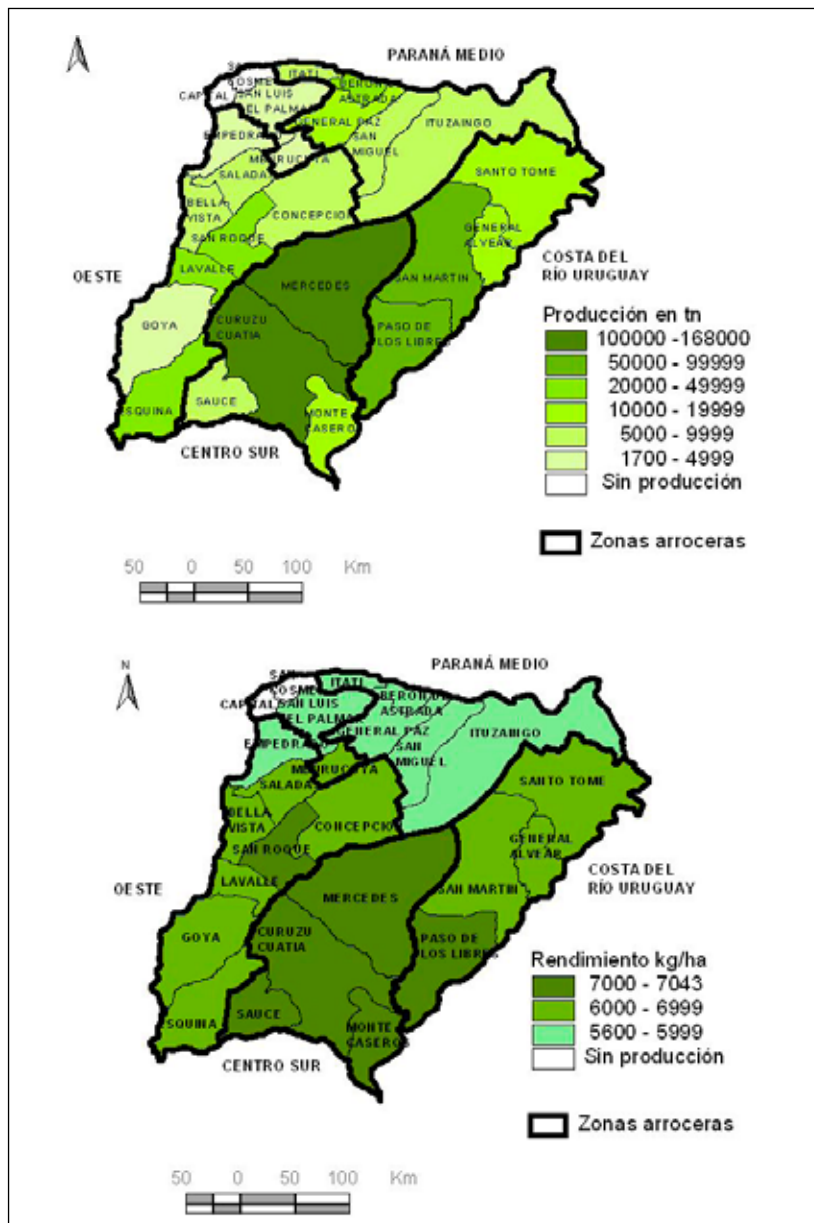 PARANÁ MEDIO
SAN
COSME
ITATI
CAPITAL
SAN LUIS
DEL PALMAR
BERON DE
ASTRADA
GENERAL PAZ
ITUZAINGO
EMPEDRADO
SAN
MIGUEL
MBURUCUYA
SALADAS
SANTO TOME
BELLA
VISTA
CONCEPCION
SAN ROQUE
GENERAL
ALVEAR
COSTA DEL
RÍO URUGUAY
OESTE
LAVALLE
MERCEDES
SAN MARTIN
GOYA
CURUZU
CUATIA
PASO DE
LOS LIBRES
SAUCE
MONTE
CASERO
CENTRO SUR
Producción en tn
100000 -168000
50000 - 99999
20000 - 49999
10000 - 19999
5000 - 9999
1700 - 4999
Sin producción
Zonas arroceras
50 0 50 100 Km
N
PARANÁ MEDIO
SAN
COSME
ITATI
CAPITAL
SAN LUIS
DEL PALMAR
BERON DE
ASTRADA
GENERAL PAZ
ITUZAINGO
EMPEDRADO
SAN
MIGUEL
MBURUCUYA
SALADAS
SANTO TOME
BELLA
VISTA
CONCEPCION
SAN ROQUE
GENERAL
ALVEAR
COSTA DEL
RÍO URUGUAY
OESTE
LAVALLE
MERCEDES
SAN MARTIN
GOYA
CURUZU
CUATIA
PASO DE
LOS LIBRES
SQUINA
SAUCE
MONTE
CASEROS
CENTRO SUR
Rendimiento kg/ha
7000 - 7043
6000 - 6999
5600 - 5999
Sin producción
Zonas arroceras
50 0 50 100 Km